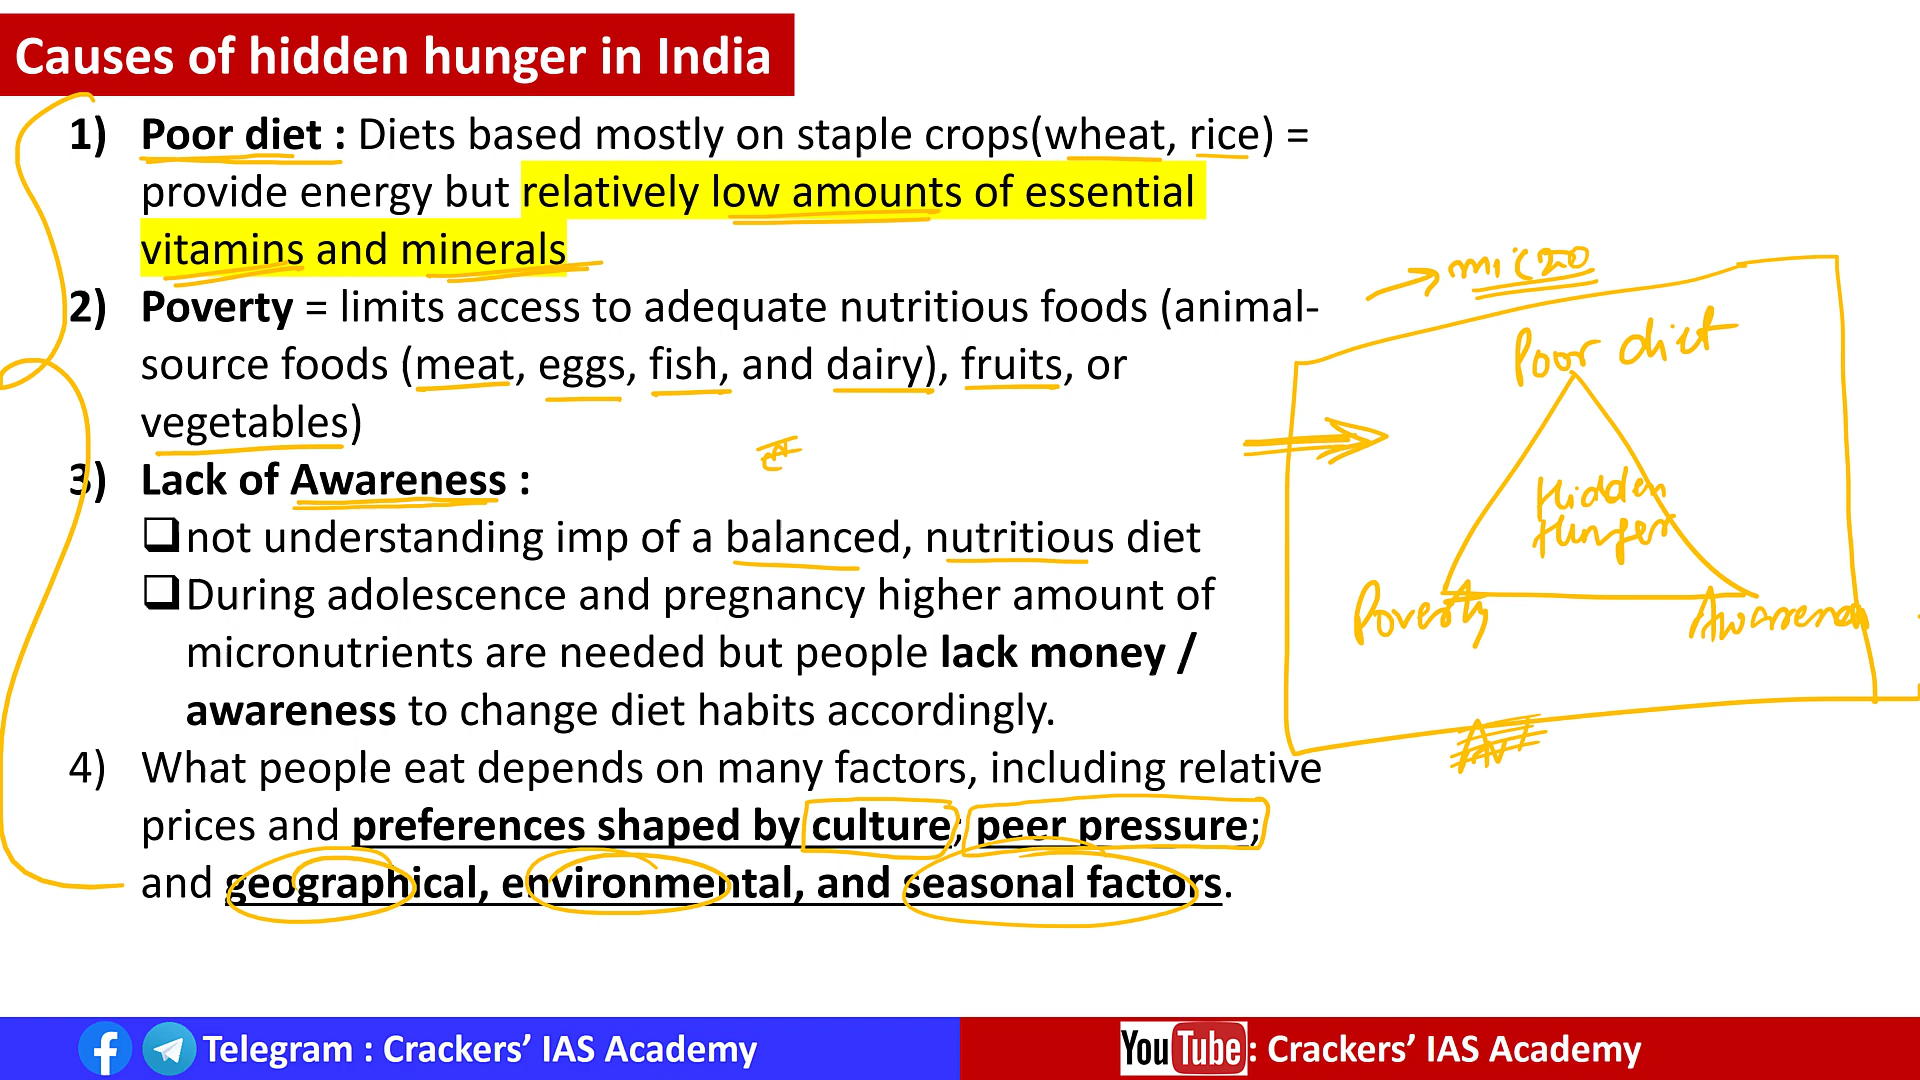 Causes of hidden hunger in India
1) Poor diet : Diets based mostly on staple crops(wheat, rice) =
provide energy but relatively low amounts of essential
vitamins and minerals
2) Poverty = limits access to adequate nutritious foods (animal-
source foods (meat, eggs, fish, and dairy), fruits, or
vegetables)
3) Lack of Awareness :
❑not understanding imp of a balanced, nutritious diet
❑During adolescence and pregnancy higher amount of
micronutrients are needed but people lack money /
awareness to change diet habits accordingly.
4) What people eat depends on many factors, including relative
prices and preferences shaped by culture; peer pressure;
and geographical, environmental, and seasonal factors.
→ micro
Poor diet
Hidden
Hunger
Poverty
Telegram : Crackers’ IAS Academy
YouTube : Crackers’ IAS Academy